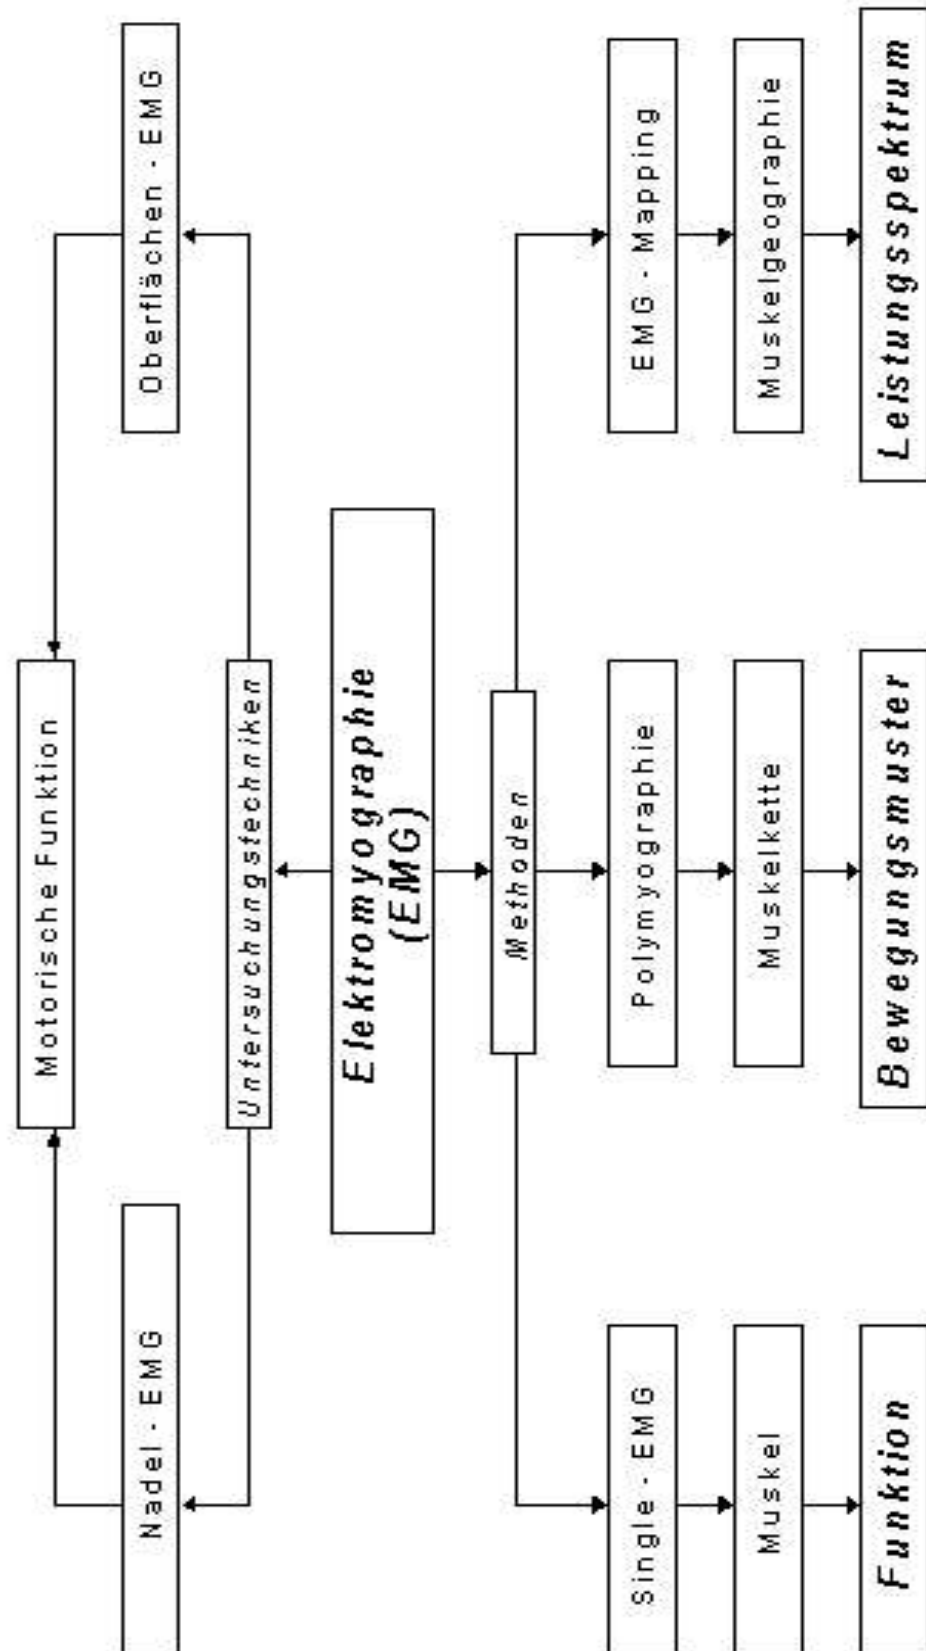 Motorische Funktion
Nadel - EMG
Oberflächen - EMG
Untersuchungstechniken
Elektromyographie
(EMG)
Methoden
Single - EMG
Polymyographie
EMG - Mapping
Muskel
Muskelkette
Muskelgeographie
Funktion
Bewegungsmuster
Leistungsspektrum